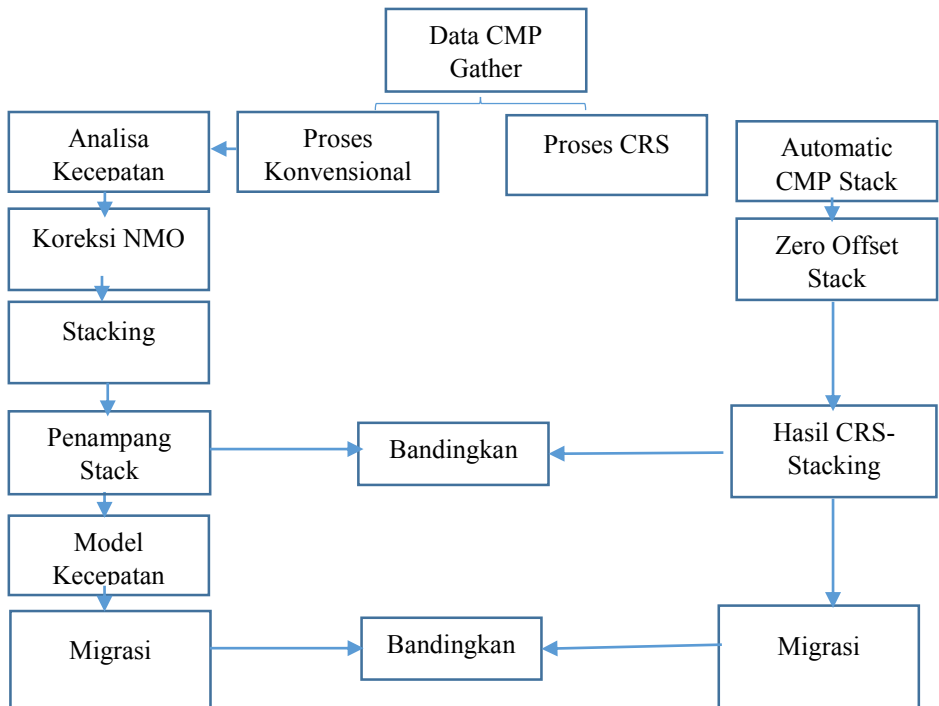 Data CMP
Gather
Analisa
Kecepatan
Proses
Konvensional
Proses CRS
Automatic
CMP Stack
Koreksi NMO
Zero Offset
Stack
Stacking
Penampang
Stack
Bandingkan
Hasil CRS-
Stacking
Model
Kecepatan
Migrasi
Bandingkan
Migrasi